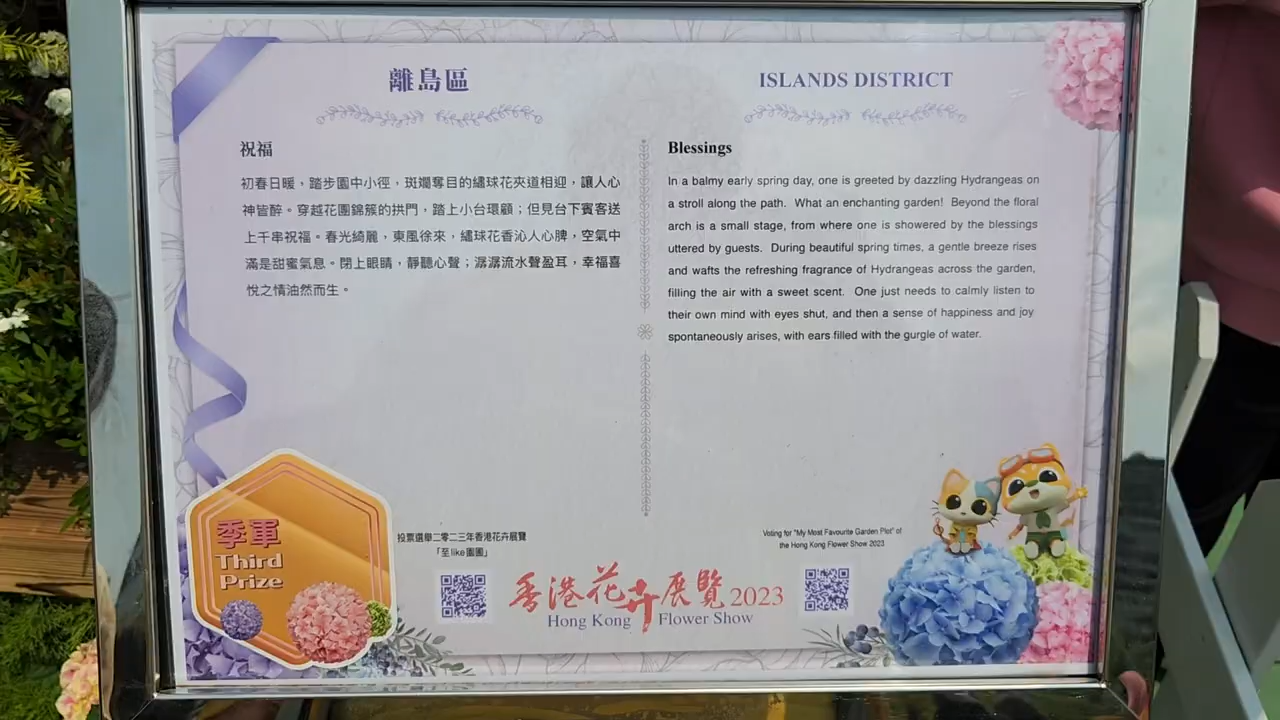 離島區
祝福
初春日暖，踏步園中小徑，斑斕奪目的繡球花夾道相迎，讓人心
神皆醉。穿越花團錦簇的拱門，踏上小台環顧；但見台下賓客送
上千串祝福。春光綺麗，東風徐來，繡球花香沁人心脾，空氣中
滿是甜蜜氣息。閉上眼睛，靜聽心聲；潺潺流水聲盈耳，幸福喜
悅之情油然而生。
ISLANDS DISTRICT
Blessings
In a balmy early spring day, one is greeted by dazzling Hydrangeas on
a stroll along the path. What an enchanting garden! Beyond the floral
arch is a small stage, from where one is showered by the blessings
uttered by guests. During beautiful spring times, a gentle breeze rises
and wafts the refreshing fragrance of Hydrangeas across the garden,
filling the air with a sweet scent. One just needs to calmly listen to
their own mind with eyes shut, and then a sense of happiness and joy
spontaneously arises, with ears filled with the gurgle of water.
季軍
Third
Prize
投票選舉二零二三年香港花卉展覽
「至like園圃」
Voting for "My Most Favourite Garden Plot" of
the Hong Kong Flower Show 2023
香港花卉展覽 2023
Hong Kong Flower Show